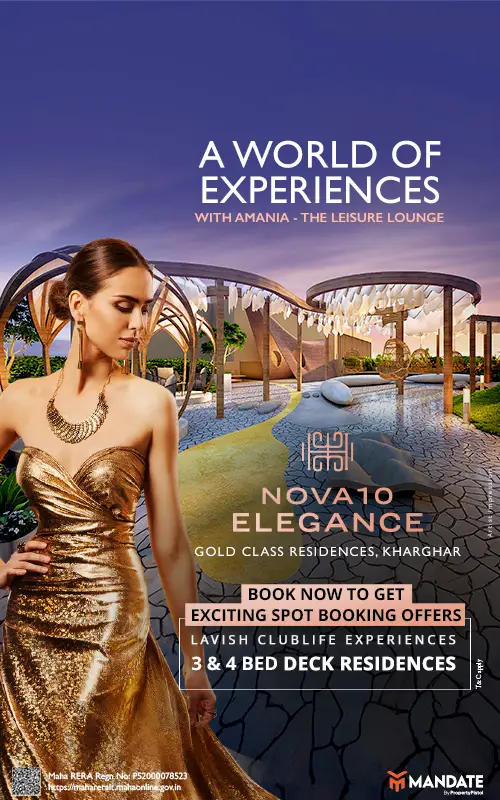 A WORLD OF
EXPERIENCES
WITH AMANIA - THE LEISURE LOUNGE
NOVA10
ELEGANCE
GOLD CLASS RESIDENCES, KHARGHAR
BOOK NOW TO GET
EXCITING SPOT BOOKING OFFERS
LAVISH CLUBLIFE EXPERIENCES
3 & 4 BED DECK RESIDENCES
T&C apply
Maha RERA Regn. No: P52000078523
https://maharerait.mahaonline.gov.in
MANDATE
By PropertyPistol